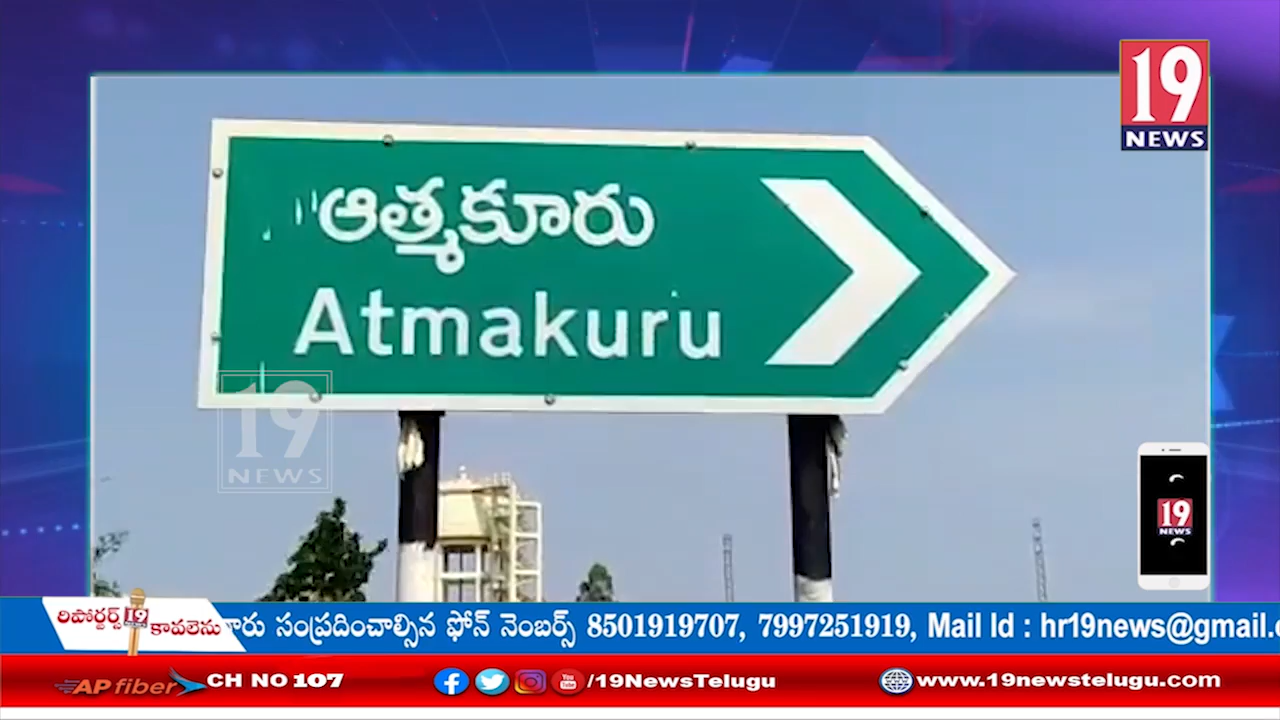 19
NEWS
ఆత్మకూరు
Atmakuru
19
NEWS
19
NEWS
రిపోర్టర్స్ 19 కావలెను
వారు సంప్రదించాల్సిన ఫోన్ నెంబర్స్ 8501919707, 7997251919, Mail Id : hr19news@gmail.c
AP fiber CH NO 107
/19NewsTelugu
www.19newstelugu.com